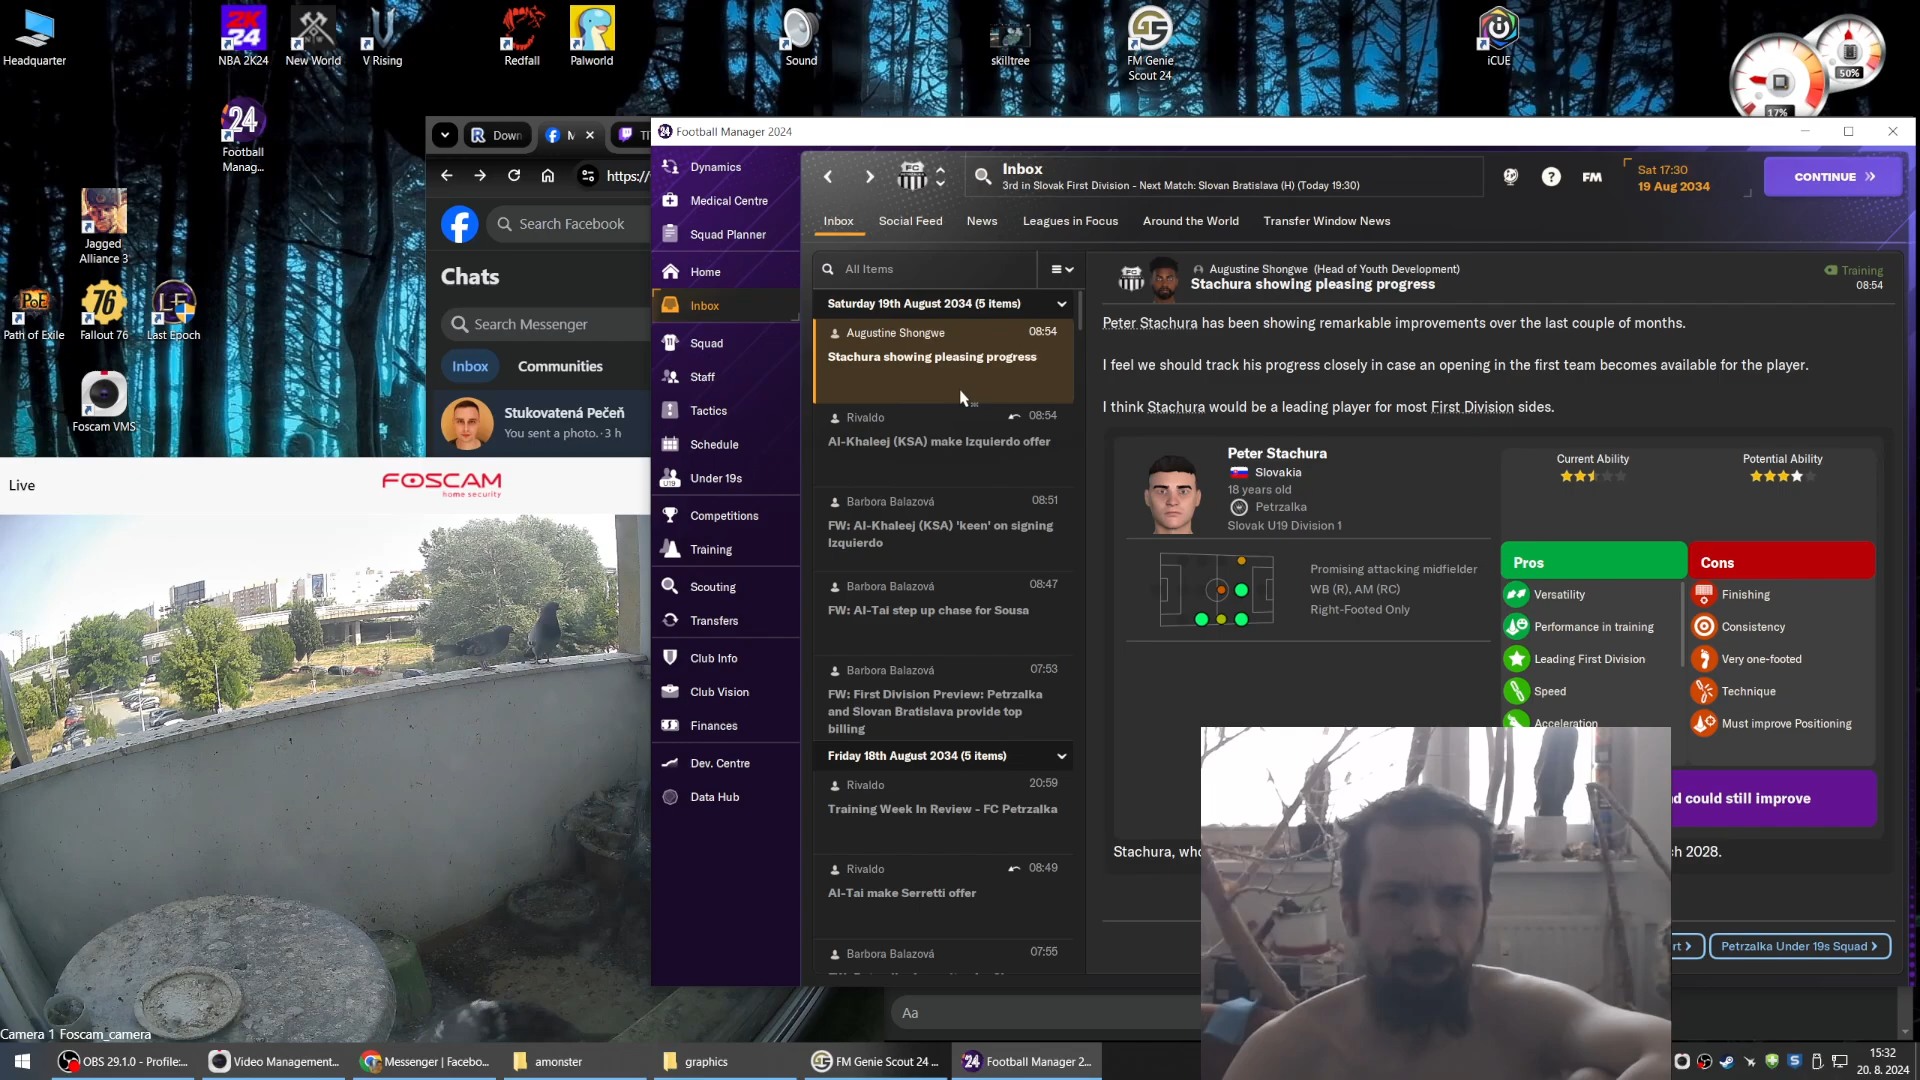 Headquarter
NBA 2K24
New World
V Rising
Redfall
Palworld
Sound
skilltree
FM Genie
Scout 24
iCUE
50%
17%
Football
Manag...
Jagged
Alliance 3
Path of Exile
Fallout 76
Last Epoch
Foscam VMS
Down
https://
Search Facebook
Chats
Search Messenger
Inbox
Communities
Stukovatená Pečeň
You sent a photo. · 3 h
Live
FOSCAM
home security
Camera 1 Foscam_camera
Football Manager 2024
Dynamics
Medical Centre
Squad Planner
Home
Inbox
Squad
Staff
Tactics
Schedule
Under 19s
Competitions
Training
Scouting
Transfers
Club Info
Club Vision
Finances
Dev. Centre
Data Hub
Inbox
3rd in Slovak First Division - Next Match: Slovan Bratislava (H) (Today 19:30)
FM
Sat 17:30
19 Aug 2034
CONTINUE
Inbox
Social Feed
News
Leagues in Focus
Around the World
Transfer Window News
All Items
Saturday 19th August 2034 (5 items)
Augustine Shongwe
08:54
Stachura showing pleasing progress
Rivaldo
08:54
Al-Khaleej (KSA) make Izquierdo offer
Barbora Balazová
08:51
FW: Al-Khaleej (KSA) 'keen' on signing
Izquierdo
Barbora Balazová
08:47
FW: Al-Tai step up chase for Sousa
Barbora Balazová
07:53
FW: First Division Preview: Petrzalka
and Slovan Bratislava provide top
billing
Friday 18th August 2034 (5 items)
Rivaldo
20:59
Training Week In Review - FC Petrzalka
Rivaldo
08:49
Al-Tai make Serretti offer
Barbora Balazová
07:55
Augustine Shongwe (Head of Youth Development)
Stachura showing pleasing progress
Training
08:54
Peter Stachura has been showing remarkable improvements over the last couple of months.
I feel we should track his progress closely in case an opening in the first team becomes available for the player.
I think Stachura would be a leading player for most First Division sides.
Peter Stachura
Slovakia
18 years old
Petrzalka
Slovak U19 Division 1
Current Ability
Potential Ability
Promising attacking midfielder
WB (R), AM (RC)
Right-Footed Only
Pros
Versatility
Performance in training
Leading First Division
Speed
Acceleration
Cons
Finishing
Consistency
Very one-footed
Technique
Must improve Positioning
d could still improve
Stachura, who
ch 2028.
rt
Petrzalka Under 19s Squad
Aa
OBS 29.1.0 - Profile:...
Video Management...
Messenger | Facebo...
amonster
graphics
FM Genie Scout 24 ...
Football Manager 2...
15:32
20. 8. 2024